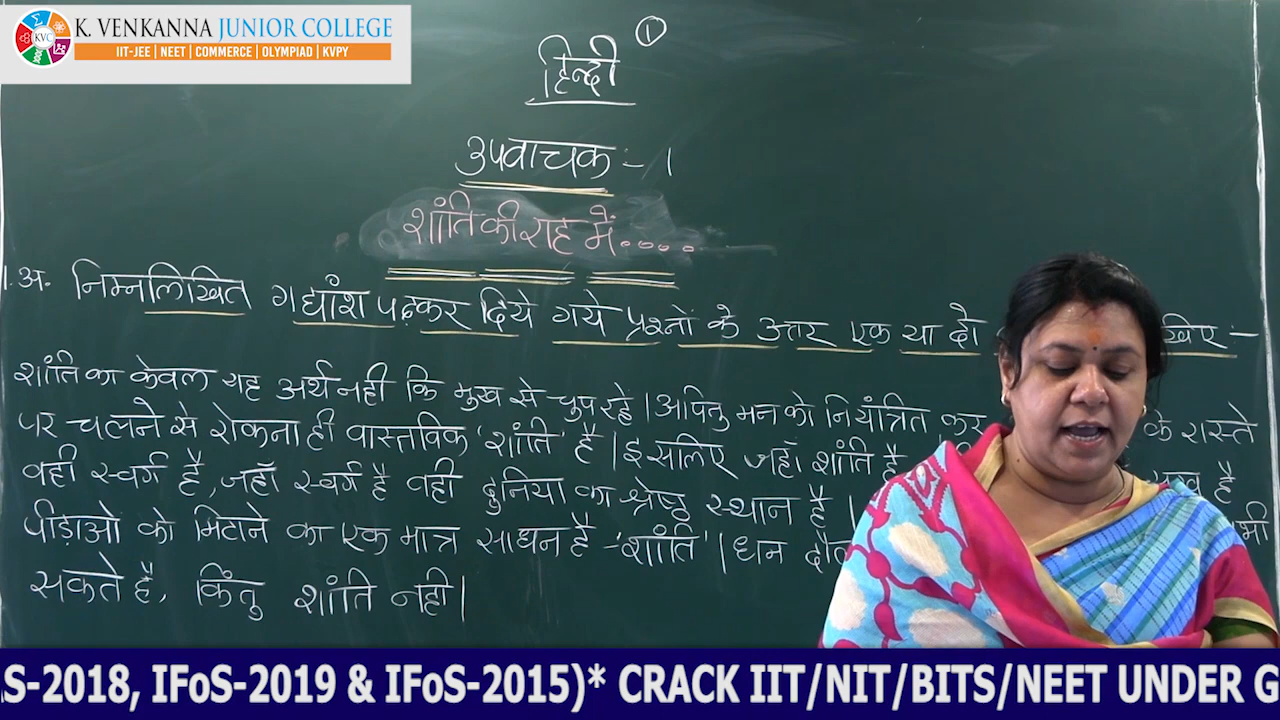 K. VENKANNA JUNIOR COLLEGE
KVC
IIT-JEE | NEET | COMMERCE | OLYMPIAD | KVPY
1
हिन्दी
उपवाचक :- 1
शांति की राह में.....
1.अ. निम्नलिखित गद्यांश पढ़कर दिये गये प्रश्नों के उत्तर एक या दो खिए :-
शांति का केवल यह अर्थ नही कि मुख से चुप रहें। अपितु मन को नियंत्रित कर के रास्ते
पर चलने से रोकना ही वास्तविक 'शांति' है। इसलिए जहाँ शांति है
वही स्वर्ग है, जहाँ स्वर्ग है वही दुनिया का श्रेष्ठ स्थान है। है
पीड़ाओ को मिटाने का एक मात्र साधन है - 'शांति'। धन भी
सकते है, किंतु शांति नही।
S-2018, IFoS-2019 & IFoS-2015)* CRACK IIT/NIT/BITS/NEET UNDER G